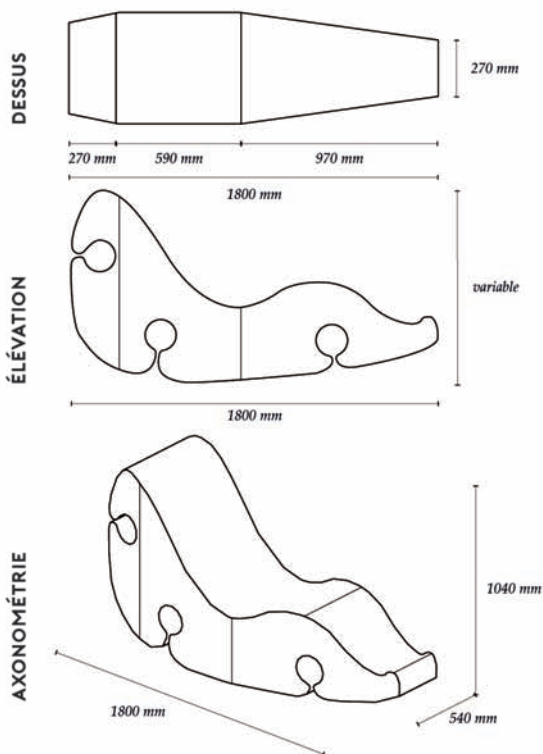 DESSUS
270 mm
270 mm
590 mm
970 mm
1800 mm
ÉLÉVATION
variable
1800 mm
AXONOMÉTRIE
1040 mm
1800 mm
540 mm